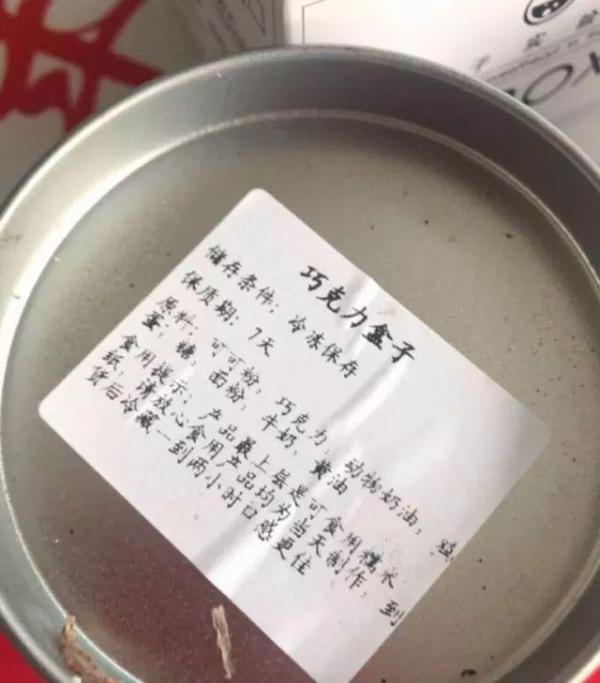 巧克力盒子
储存条件：冷冻保存
保质期：7天
原料：可可粉；巧克力；动物奶油；鸡
蛋；糖；面粉；牛奶、黄油
食用提示：产品最上层是可食用糯米
纸；请放心食用产品均为当天制作；到
货后冷藏一到两小时口感更佳
BOX